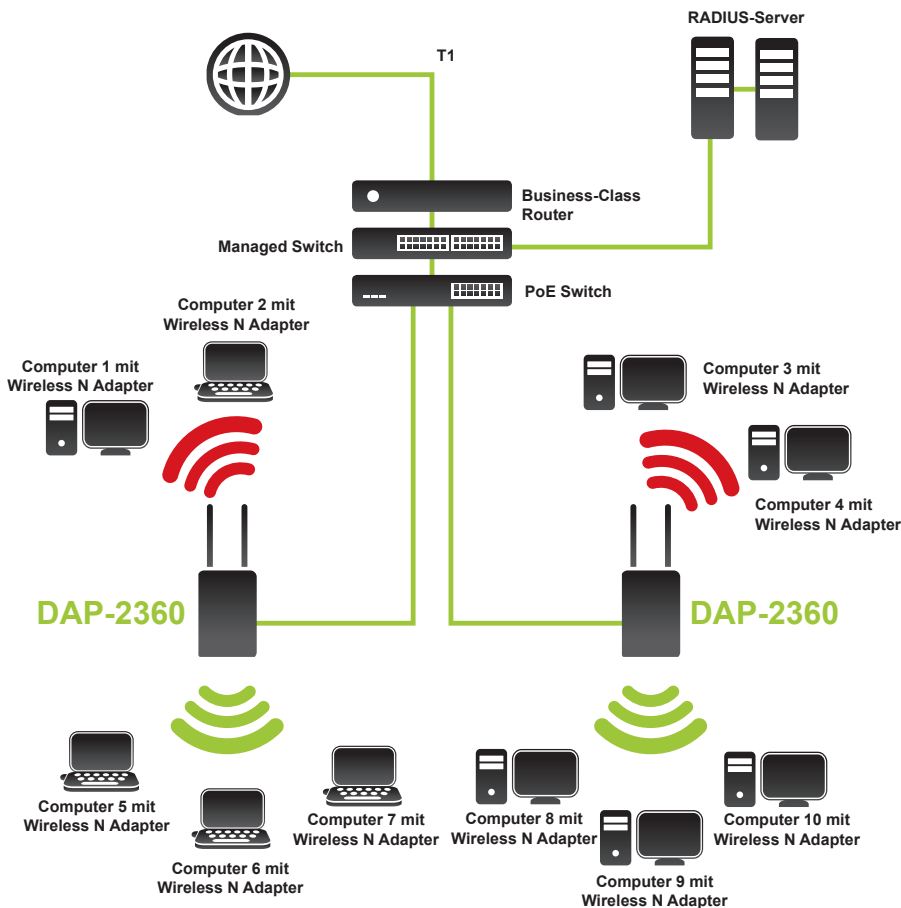 RADIUS-Server
T1
Business-Class
Router
Managed Switch
PoE Switch
Computer 2 mit
Wireless N Adapter
Computer 1 mit
Wireless N Adapter
Computer 3 mit
Wireless N Adapter
Computer 4 mit
Wireless N Adapter
DAP-2360
DAP-2360
Computer 5 mit
Wireless N Adapter
Computer 6 mit
Wireless N Adapter
Computer 7 mit
Wireless N Adapter
Computer 8 mit
Wireless N Adapter
Computer 9 mit
Wireless N Adapter
Computer 10 mit
Wireless N Adapter